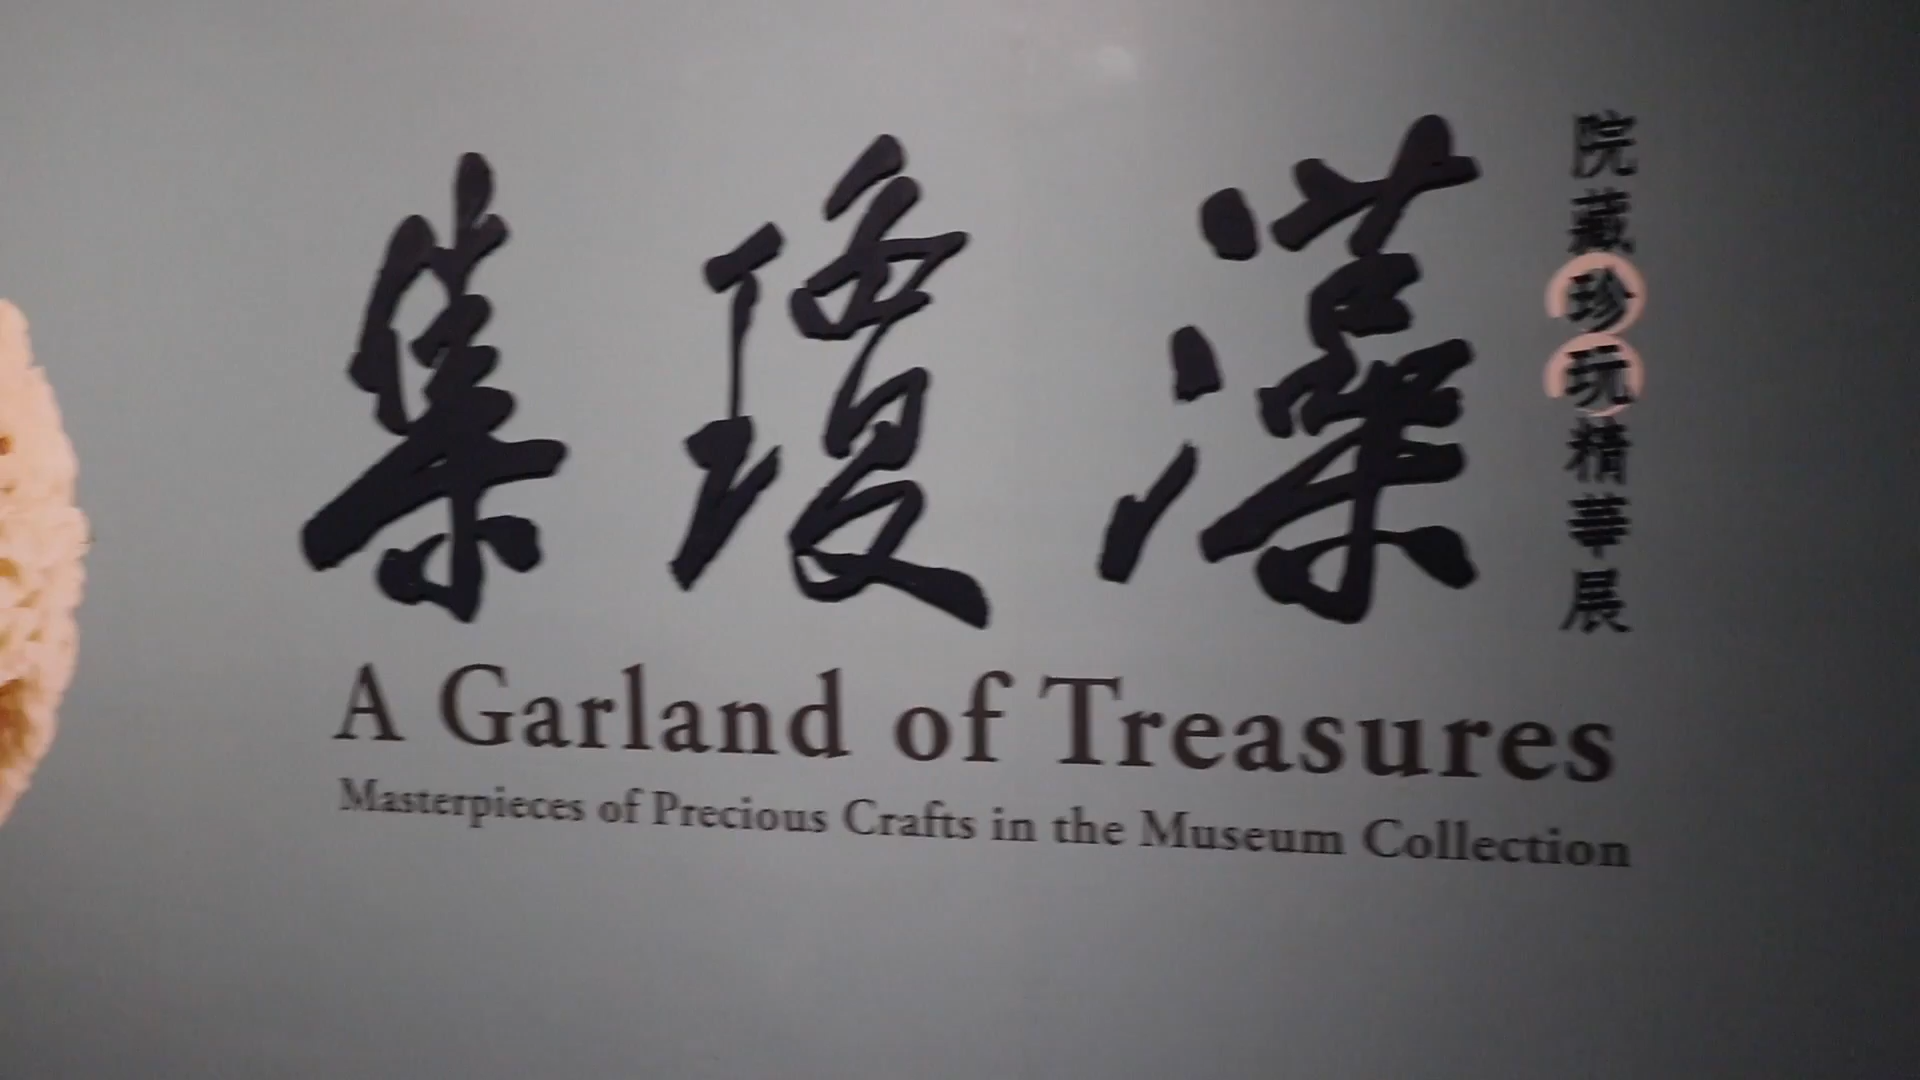 集瓊藻
院藏珍玩精華展
A Garland of Treasures
Masterpieces of Precious Crafts in the Museum Collection